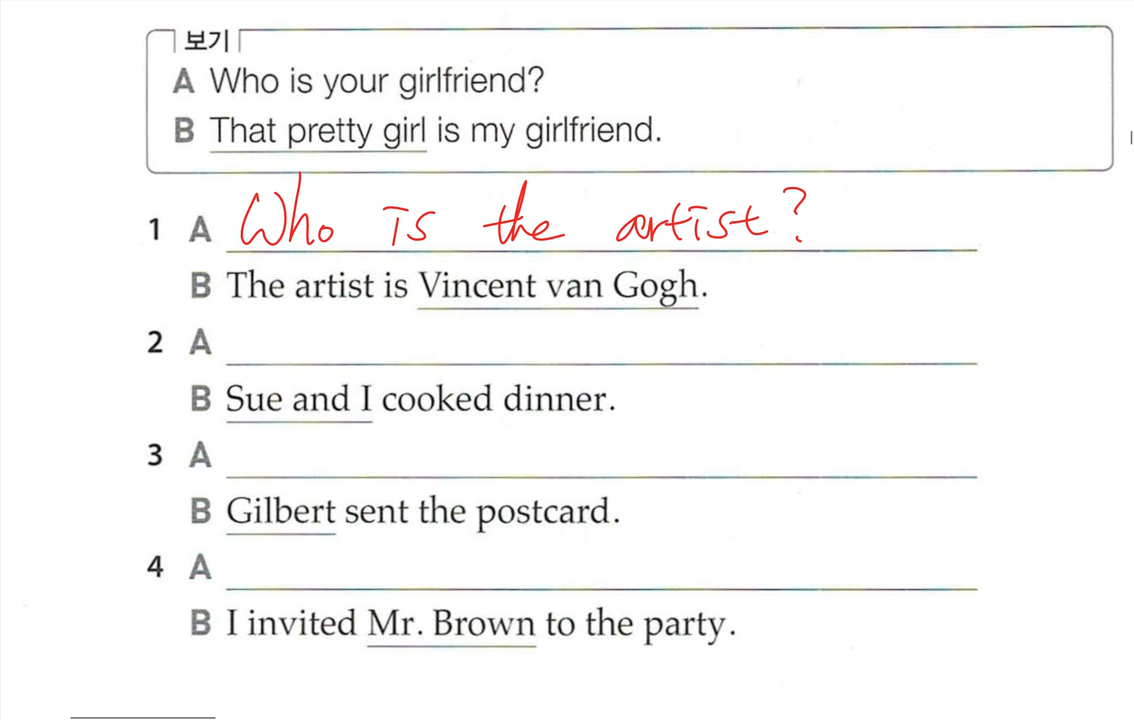 보기
A Who is your girlfriend?
B That pretty girl is my girlfriend.
1 A Who is the artist?
B The artist is Vincent van Gogh.
2 A
B Sue and I cooked dinner.
3 A
B Gilbert sent the postcard.
4 A
B I invited Mr. Brown to the party.